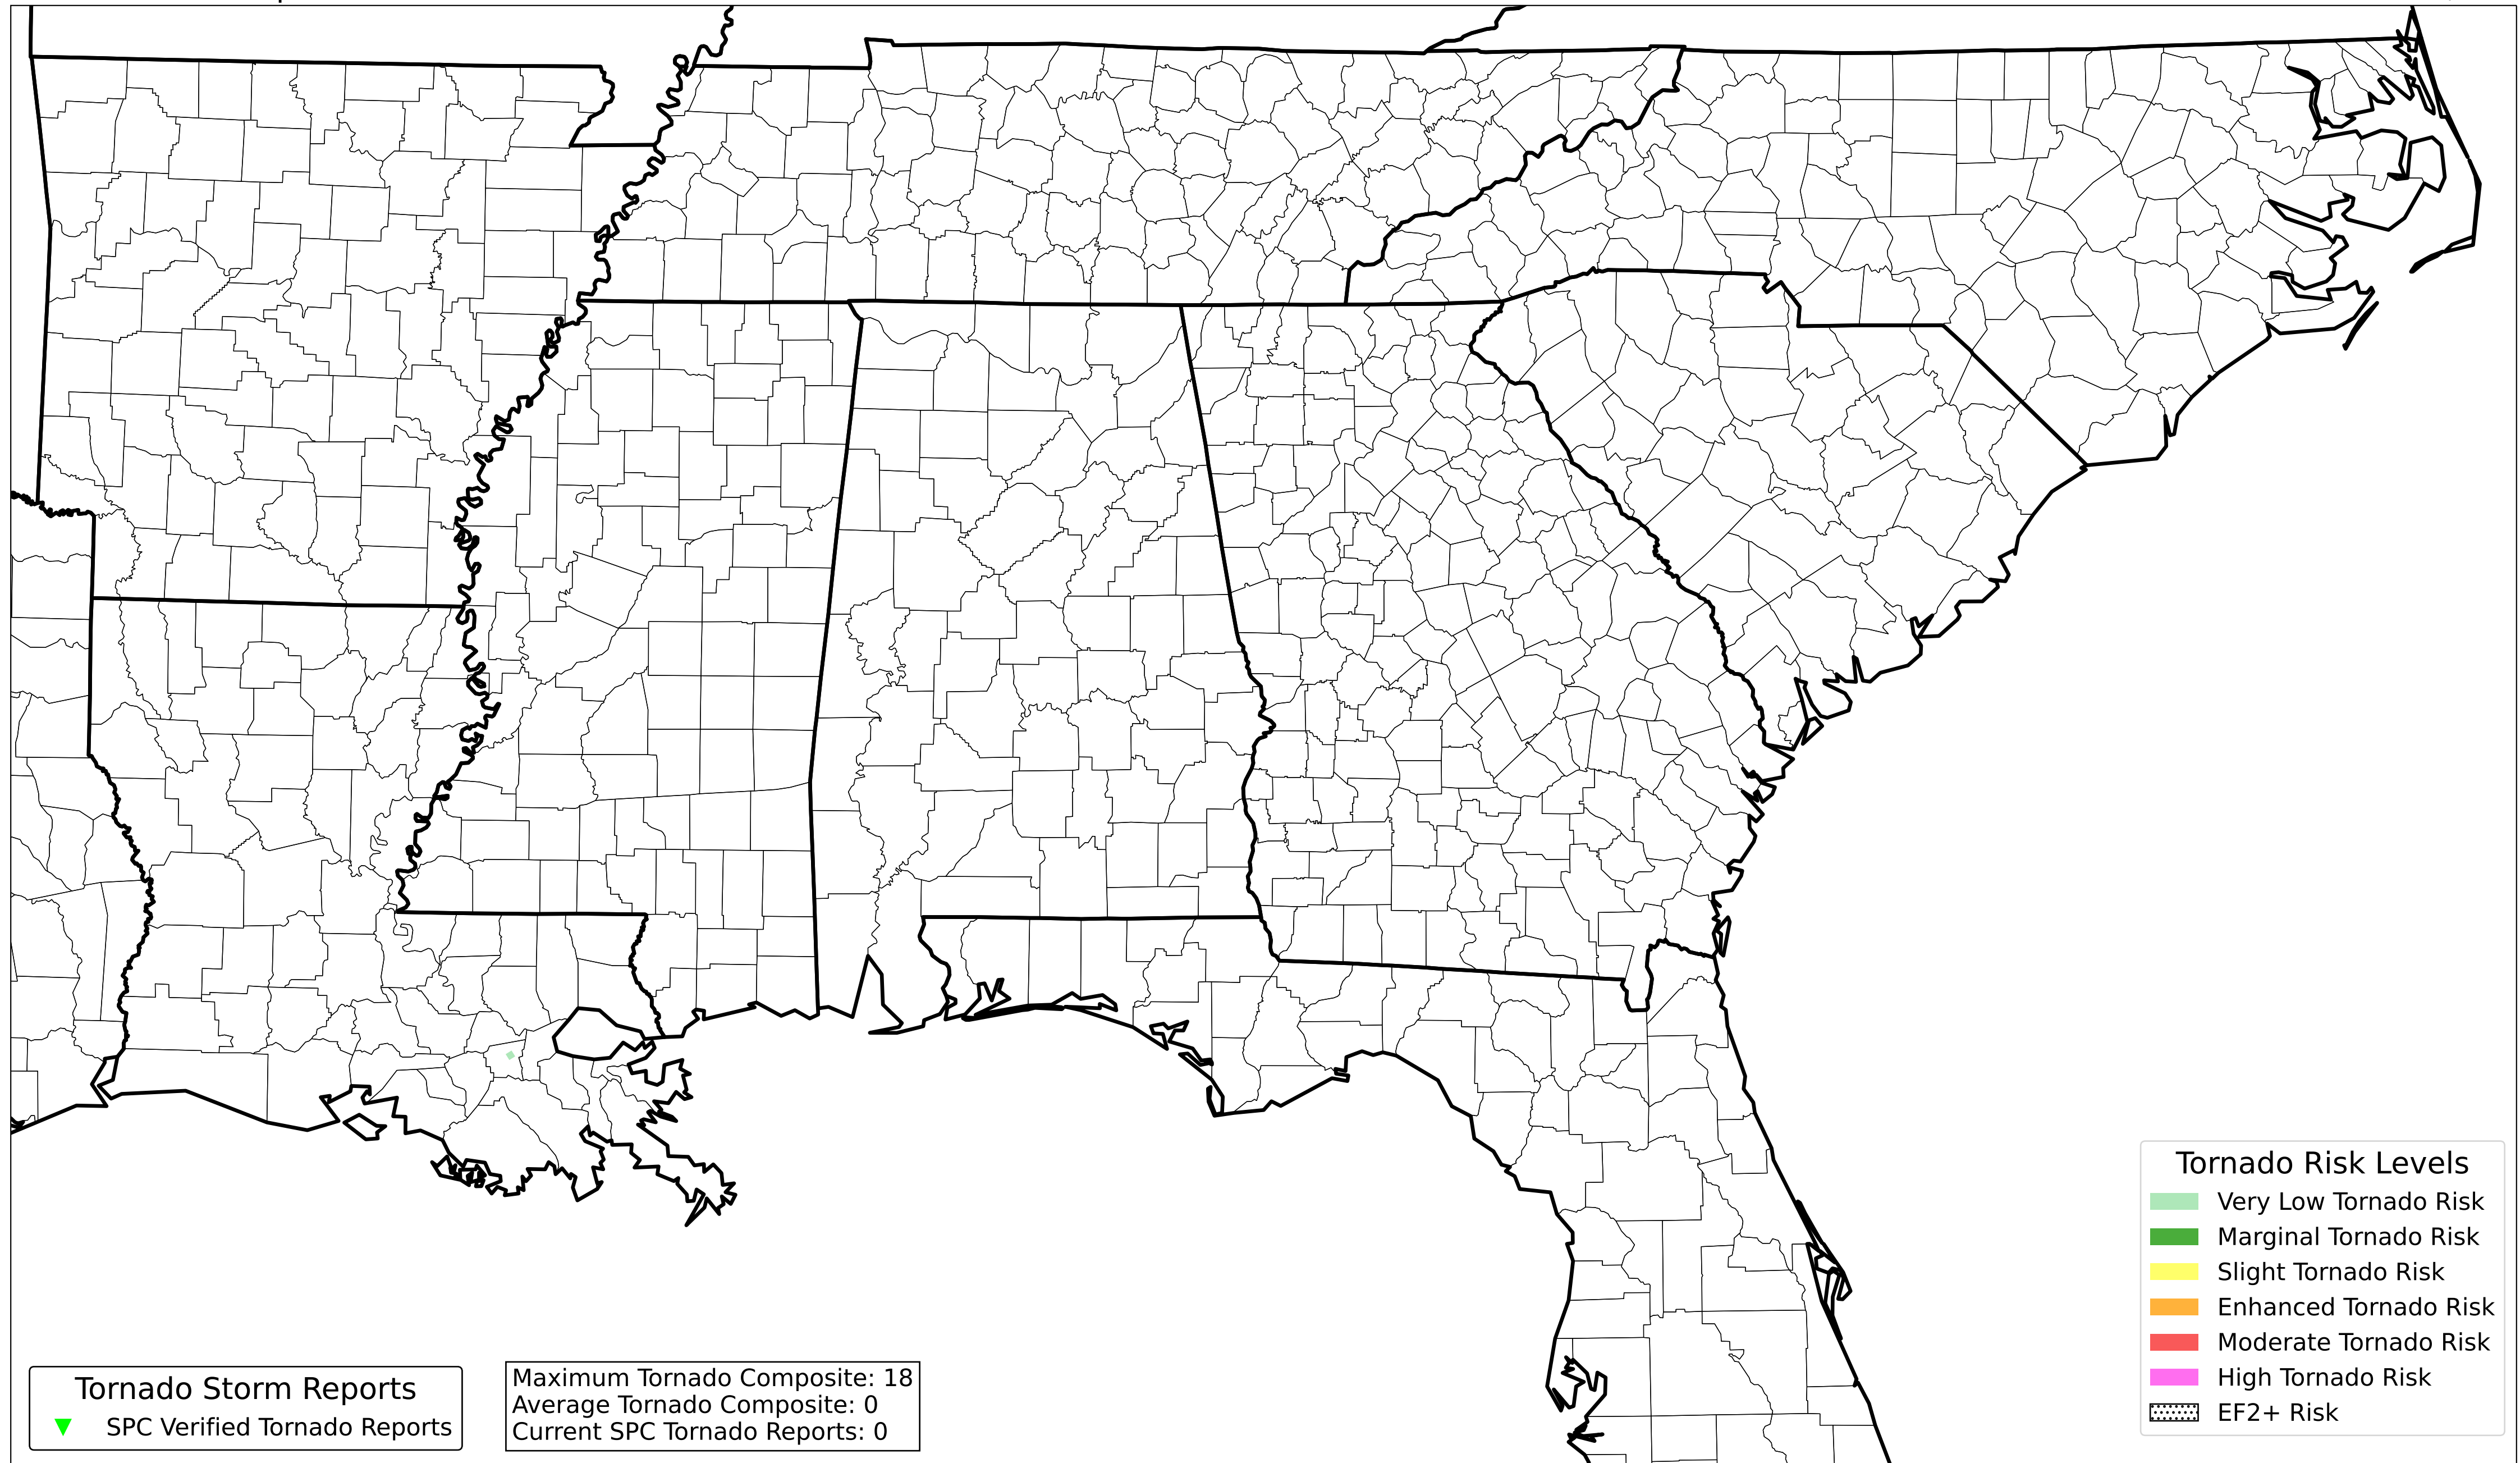 Tornado Risk Levels
Very Low Tornado Risk
Marginal Tornado Risk
Slight Tornado Risk
Enhanced Tornado Risk
Moderate Tornado Risk
High Tornado Risk
EF2+ Risk
Tornado Storm Reports
SPC Verified Tornado Reports
Maximum Tornado Composite: 18
Average Tornado Composite: 0
Current SPC Tornado Reports: 0